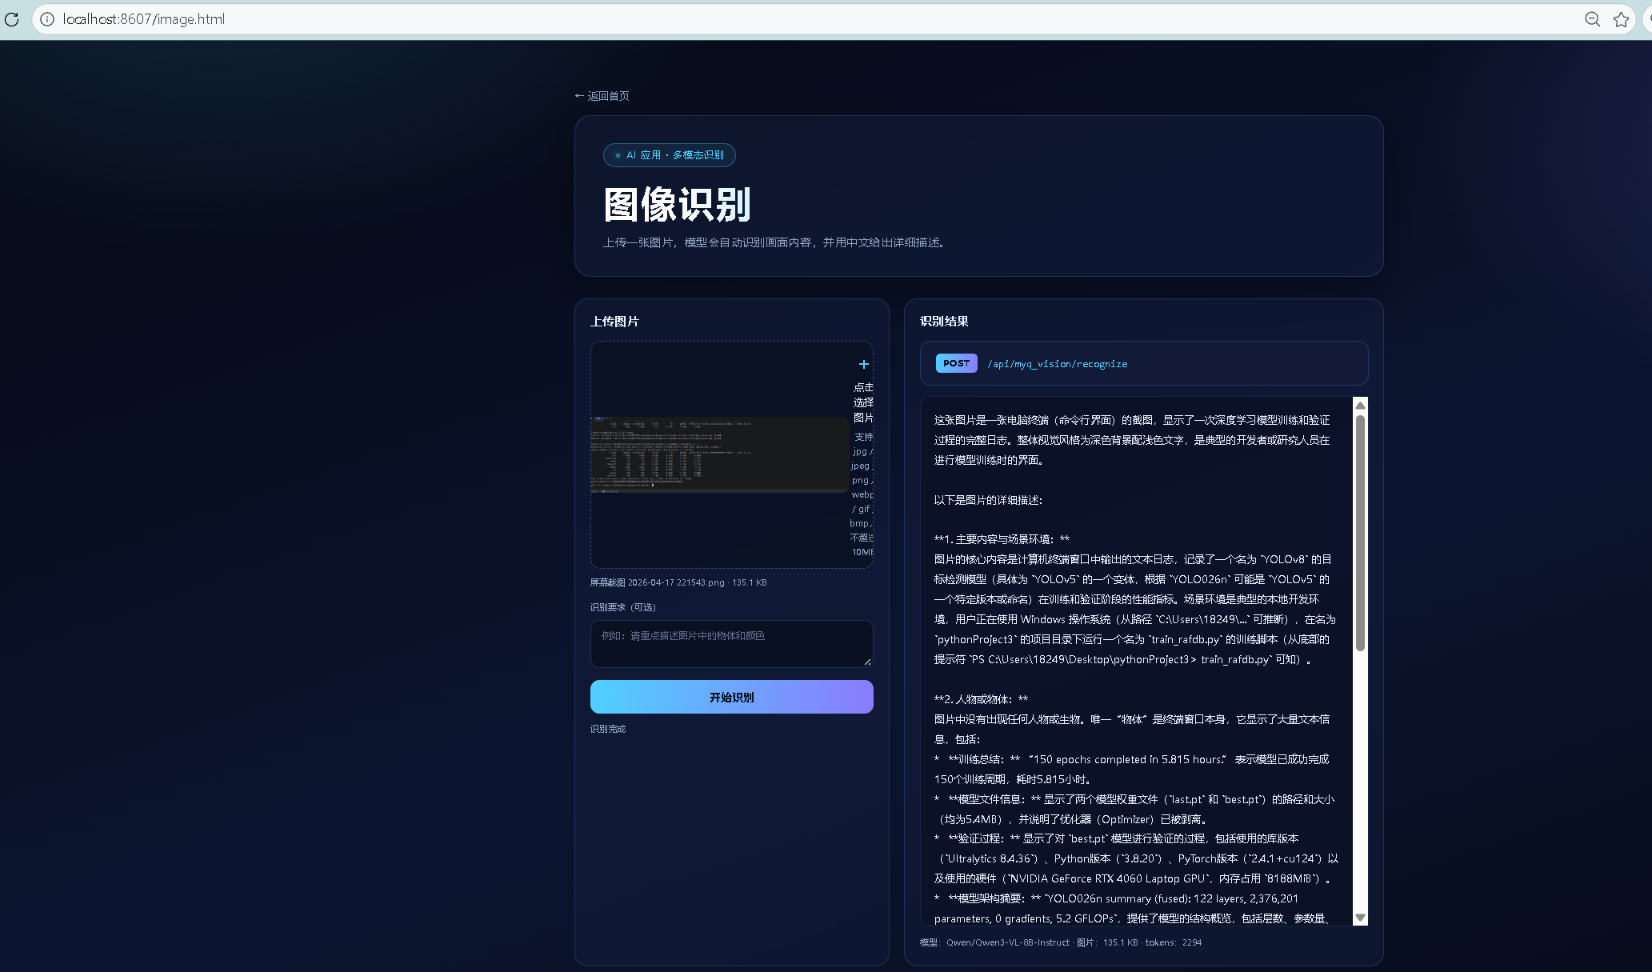 localhost:8607/image.html
← 返回首页
AI 应用 · 多模态识别
图像识别
上传一张图片，模型会自动识别画面内容，并用中文给出详细描述。
上传图片
+
点击
选择
图片
支持
jpg /
jpeg
png
webp
/ gif
bmp,
不超过
10MB
屏幕截图 2026-04-17 221543.png · 135.1 KB
识别要求（可选）
例如：请重点描述图片中的物体和颜色
开始识别
识别完成
识别结果
POST /api/myq_vision/recognize
这张图片是一张电脑终端（命令行界面）的截图，显示了一次深度学习模型训练和验证
过程的完整日志。整体视觉风格为深色背景配浅色文字，是典型的开发者或研究人员在
进行模型训练时的界面。
以下是图片的详细描述：
**1. 主要内容与场景环境：**
图片的核心内容是计算机终端窗口中输出的文本日志，记录了一个名为 `YOLOv8` 的目
标检测模型（具体为 `YOLOv5` 的一个变体，根据 `YOLO026n` 可能是 `YOLOv5` 的
一个特定版本或命名）在训练和验证阶段的性能指标。场景环境是典型的本地开发环
境，用户正在使用 Windows 操作系统（从路径 `C:\Users\18249\...` 可推断），在名为
`pythonProject3` 的项目目录下运行一个名为 `train_rafdb.py` 的训练脚本（从底部的
提示符 `PS C:\Users\18249\Desktop\pythonProject3> train_rafdb.py` 可知）。
**2. 人物或物体：**
图片中没有出现任何人物或生物。唯一“物体”是终端窗口本身，它显示了大量文本信
息，包括：
* **训练总结：** “150 epochs completed in 5.815 hours.” 表示模型已成功完成
150个训练周期，耗时5.815小时。
* **模型文件信息：** 显示了两个模型权重文件（`last.pt` 和 `best.pt`）的路径和大小
（均为5.4MB），并说明了优化器（Optimizer）已被剥离。
* **验证过程：** 显示了对 `best.pt` 模型进行验证的过程，包括使用的库版本
（`Ultralytics 8.4.36`）、Python版本（`3.8.20`）、PyTorch版本（`2.4.1+cu124`）以
及使用的硬件（`NVIDIA GeForce RTX 4060 Laptop GPU`，内存占用 `8188MiB`）。
* **模型架构摘要：** `YOLO026n summary (fused): 122 layers, 2,376,201
parameters, 0 gradients, 5.2 GFLOPs`，提供了模型的结构概览，包括层数、参数量、
模型：Qwen/Qwen3-VL-8B-Instruct · 图片：135.1 KB · tokens：2294